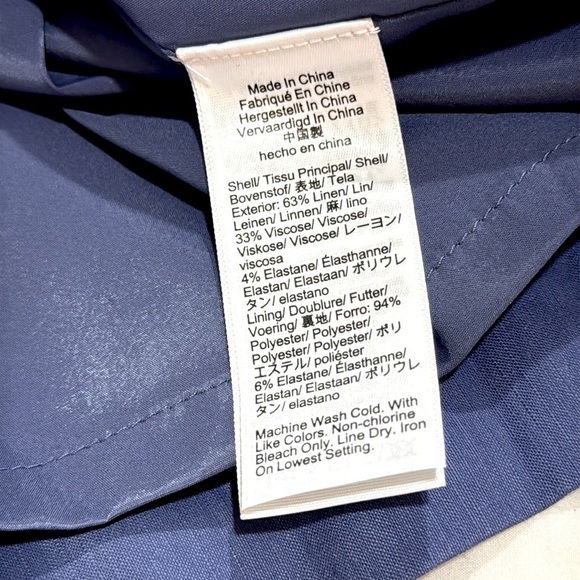 Made In China
Fabriqué En Chine
Hergestellt In China
Vervaardigd In China
中国製
hecho en china
Shell/ Tissu Principal/ Shell/
Bovenstof/ 表地/ Tela
Exterior: 63% Linen/ Lin/
Leinen/ Linnen/ 麻/ lino
33% Viscose/ Viscose/
Viskose/ Viscose/ レーヨン/
viscosa
4% Elastane/ Élasthanne/
Elastan/ Elastaan/ ポリウレ
タン/ elastano
Lining/ Doublure/ Futter/
Voering/ 裏地/ Forro: 94%
Polyester/ Polyester/
Polyester/ Polyester/ ポリ
エステル/ poliéster
6% Elastane/ Élasthanne/
Elastan/ Elastaan/ ポリウレ
タン/ elastano
Machine Wash Cold. With
Like Colors. Non-chlorine
Bleach Only. Line Dry. Iron
On Lowest Setting.